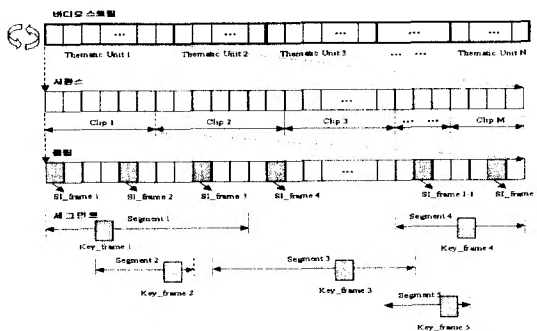 비디오 스트림
... ... ... ...
Thematic Unit 1 Thematic Unit 2 Thematic Unit 3 ... ... Thematic Unit N
시퀀스
... ... ...
Clip 1 Clip 2 Clip 3 Clip M
클립
...
SI_frame 1 SI_frame 2 SI_frame 3 SI_frame 4 SI_frame l-1 SI_frame
세그먼트
Segment 1 Segment 4
Key_frame 1 Key_frame 4
Segment 2 Segment 3
Key_frame 2 Key_frame 3
Segment 5
Key_frame 5